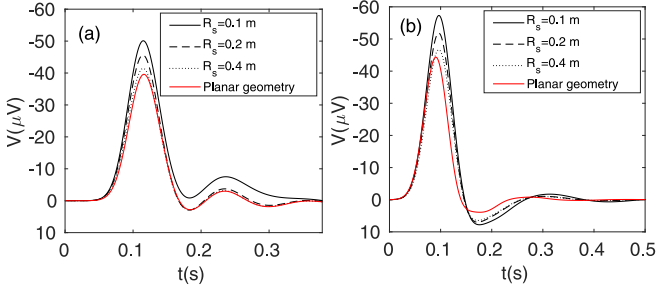 (a)
R_s=0.1 m
R_s=0.2 m
R_s=0.4 m
Planar geometry
V(μV)
-60
-50
-40
-30
-20
-10
0
10
0 0.1 0.2 0.3
t(s)
(b)
R_s=0.1 m
R_s=0.2 m
R_s=0.4 m
Planar geometry
V(μV)
-60
-50
-40
-30
-20
-10
0
10
0 0.1 0.2 0.3 0.4 0.5
t(s)